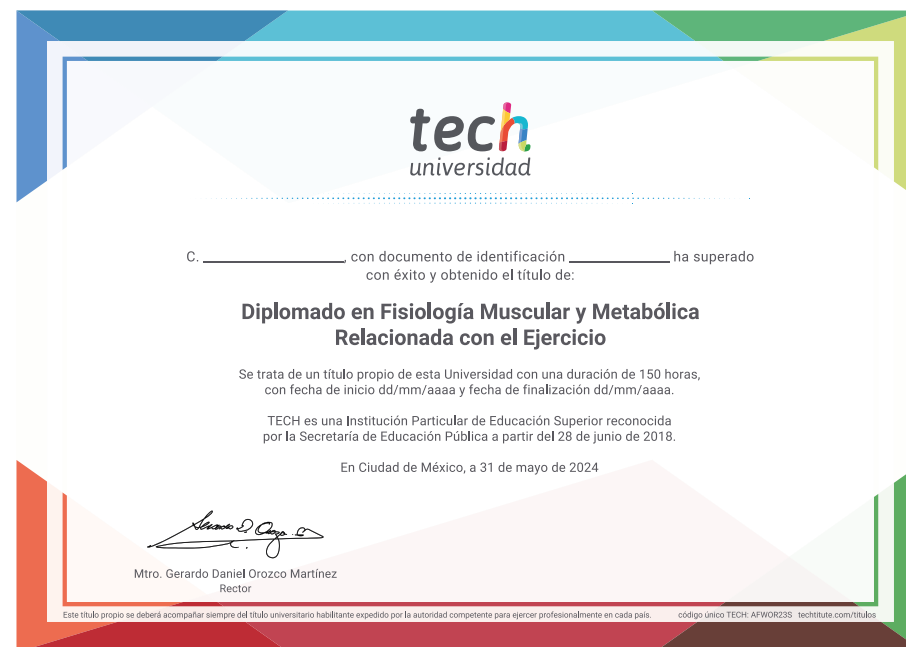 tech
universidad
C. ____________________, con documento de identificación ______________ ha superado
con éxito y obtenido el título de:
Diplomado en Fisiología Muscular y Metabólica
Relacionada con el Ejercicio
Se trata de un título propio de esta Universidad con una duración de 150 horas,
con fecha de inicio dd/mm/aaaa y fecha de finalización dd/mm/aaaa.
TECH es una Institución Particular de Educación Superior reconocida
por la Secretaría de Educación Pública a partir del 28 de junio de 2018.
En Ciudad de México, a 31 de mayo de 2024
Mtro. Gerardo Daniel Orozco Martínez
Rector
Este título propio se deberá acompañar siempre del título universitario habilitante expedido por la autoridad competente para ejercer profesionalmente en cada país. código único TECH: AFWOR23S techtitute.com/titulos